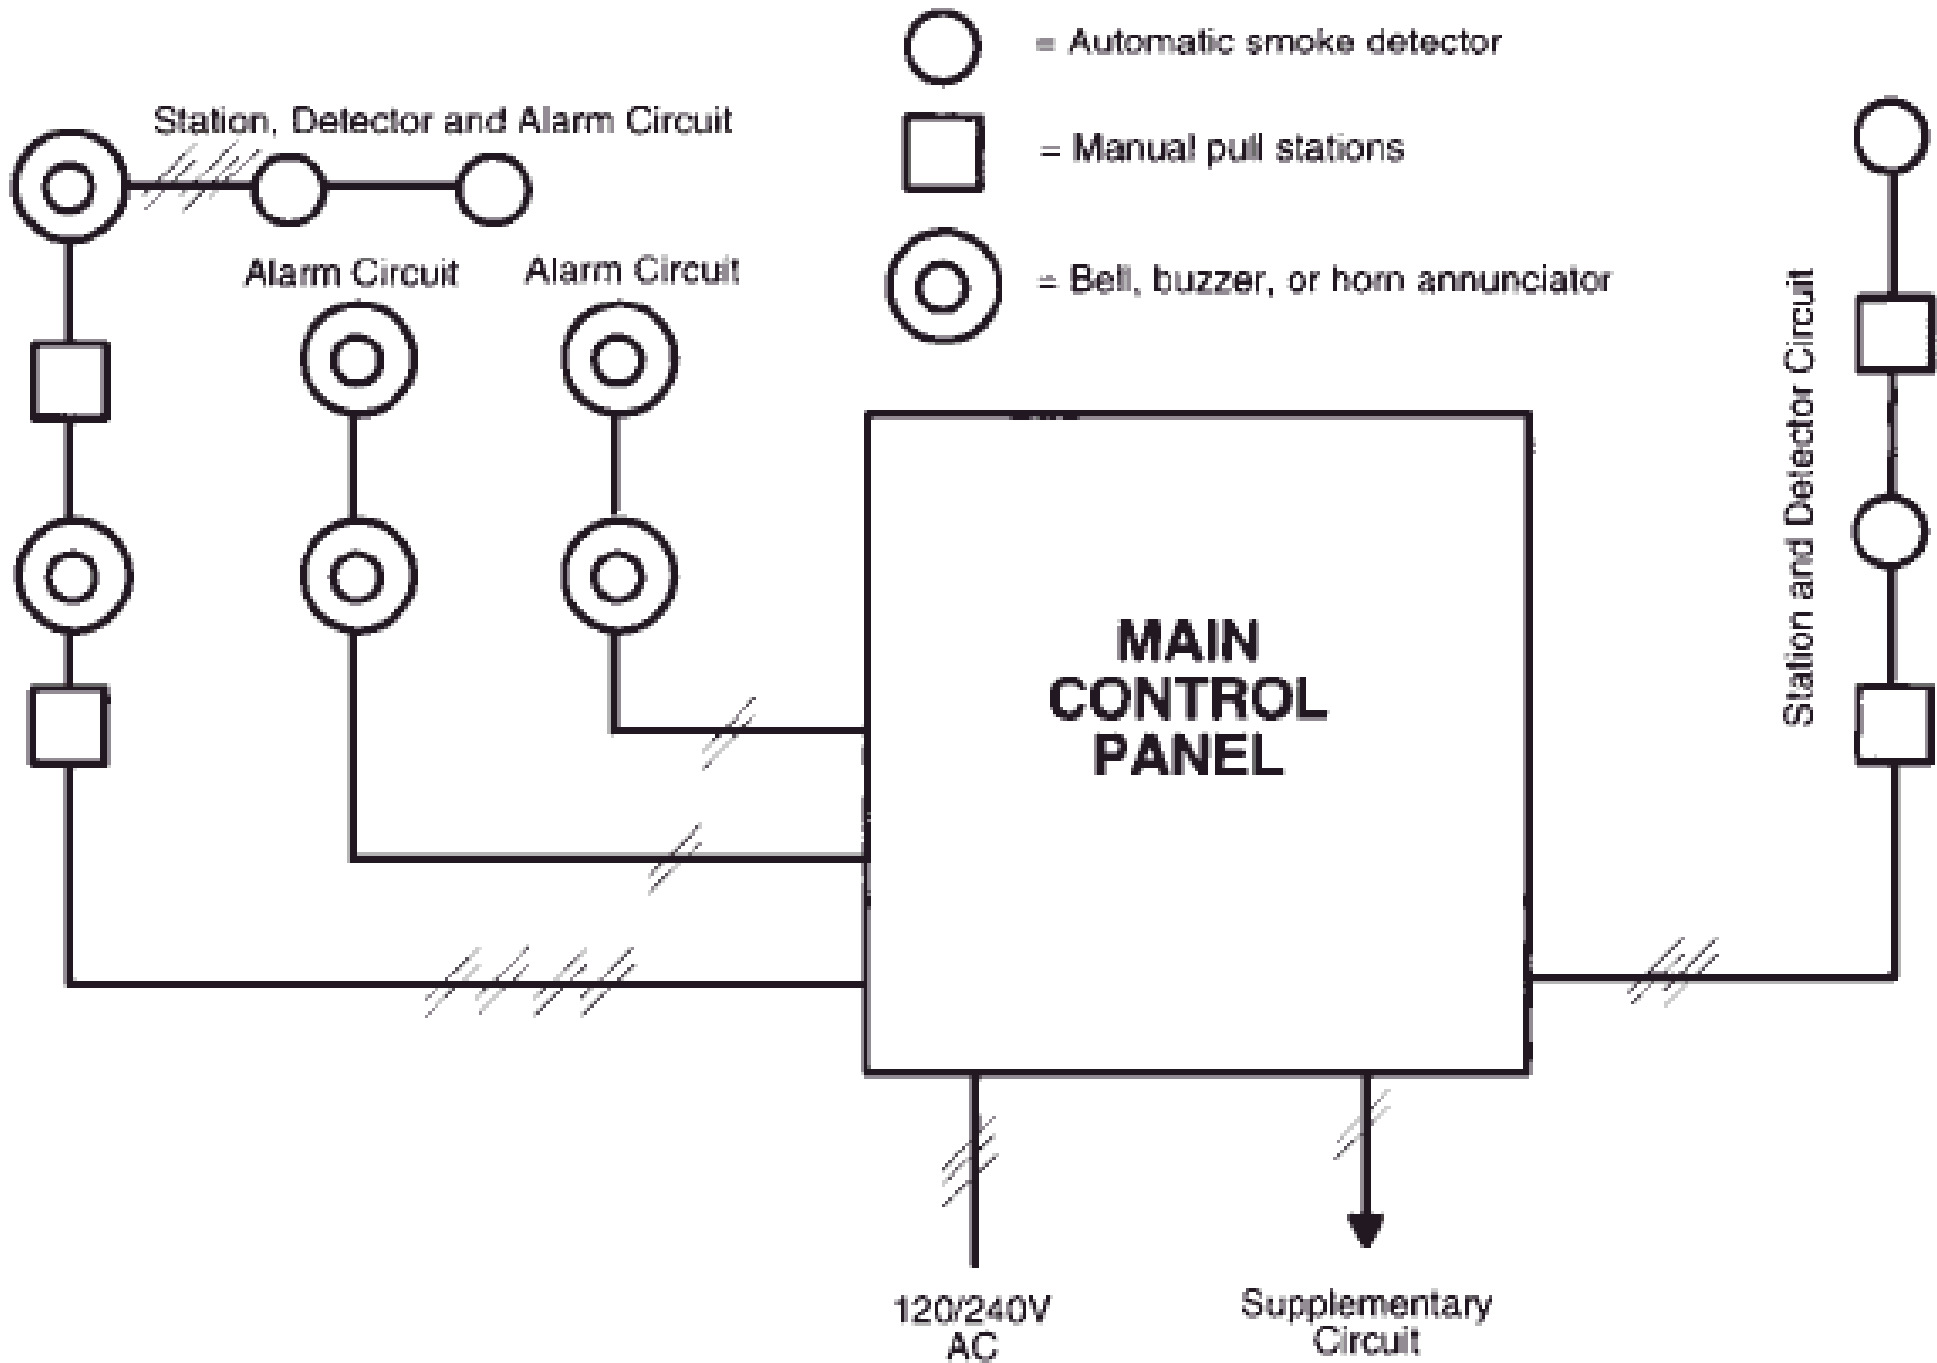 = Automatic smoke detector
Station, Detector and Alarm Circuit
= Manual pull stations
Alarm Circuit
Alarm Circuit
= Bell, buzzer, or horn annunciator
Station and Detector Circuit
MAIN
CONTROL
PANEL
120/240V
AC
Supplementary
Circuit